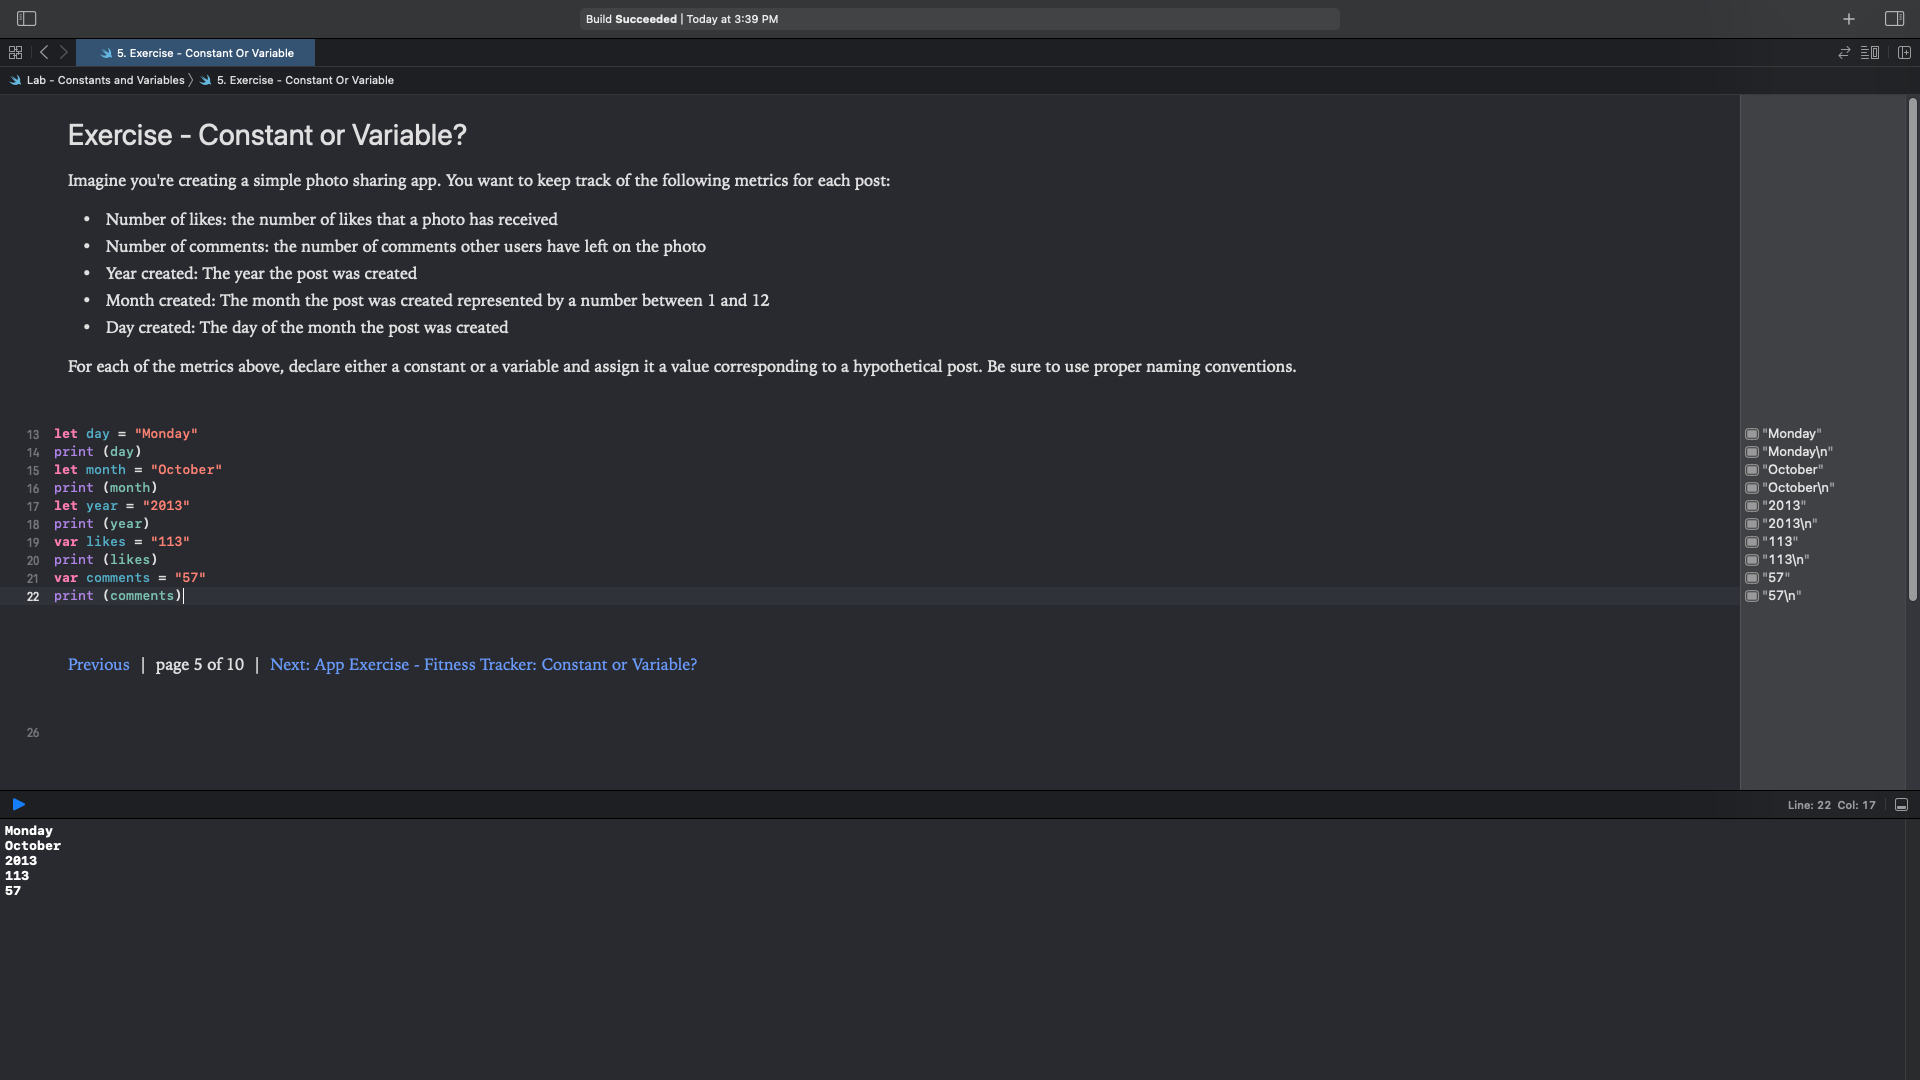 Build Succeeded | Today at 3:39 PM
5. Exercise - Constant Or Variable
Lab - Constants and Variables 〉 5. Exercise - Constant Or Variable
Exercise - Constant or Variable?
Imagine you're creating a simple photo sharing app. You want to keep track of the following metrics for each post:
• Number of likes: the number of likes that a photo has received
• Number of comments: the number of comments other users have left on the photo
• Year created: The year the post was created
• Month created: The month the post was created represented by a number between 1 and 12
• Day created: The day of the month the post was created
For each of the metrics above, declare either a constant or a variable and assign it a value corresponding to a hypothetical post. Be sure to use proper naming conventions.
13 let day = "Monday" "Monday"
14 print (day) "Monday\n"
15 let month = "October" "October"
16 print (month) "October\n"
17 let year = "2013" "2013"
18 print (year) "2013\n"
19 var likes = "113" "113"
20 print (likes) "113\n"
21 var comments = "57" "57"
22 print (comments) "57\n"
Previous | page 5 of 10 | Next: App Exercise - Fitness Tracker: Constant or Variable?
26
Line: 22 Col: 17
Monday
October
2013
113
57